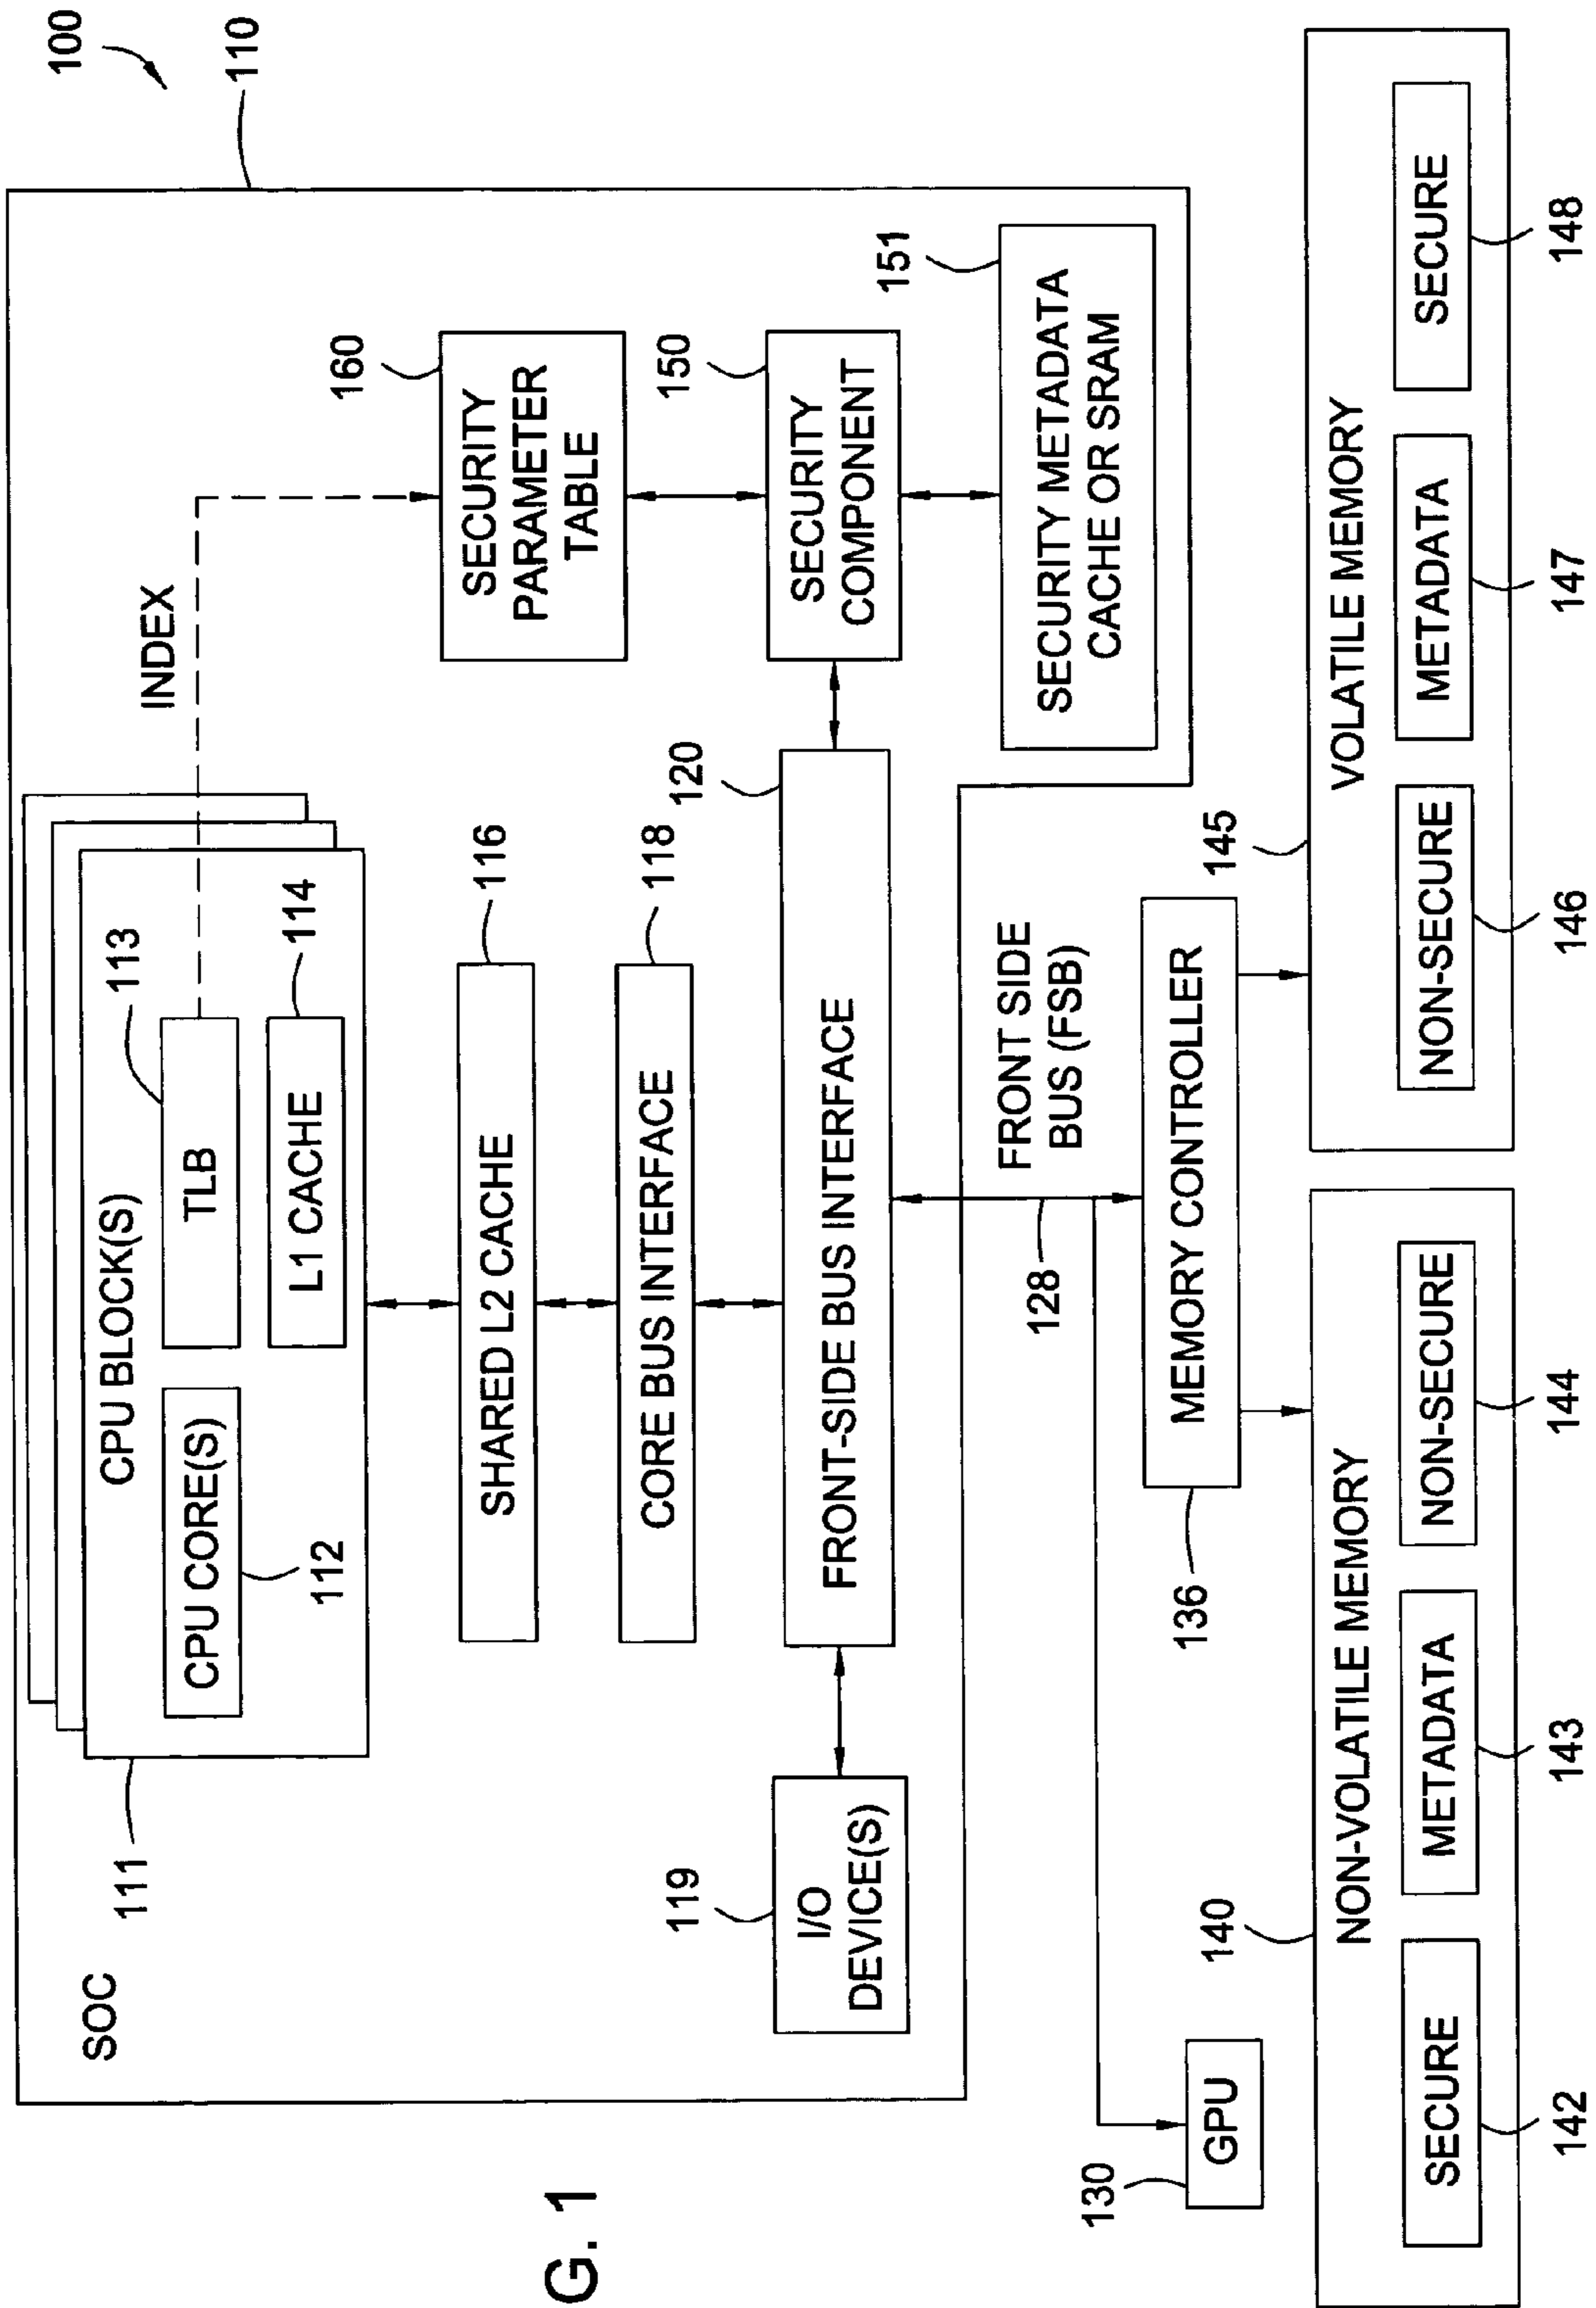 100
110
SOC
111
CPU BLOCK(S)
CPU CORE(S)
112
TLB
113
L1 CACHE
114
INDEX
SHARED L2 CACHE
116
CORE BUS INTERFACE
118
160
SECURITY
PARAMETER
TABLE
119
I/O
DEVICE(S)
FRONT-SIDE BUS INTERFACE
120
150
SECURITY
COMPONENT
151
SECURITY METADATA
CACHE OR SRAM
FRONT SIDE
BUS (FSB)
128
130
GPU
136
MEMORY CONTROLLER
140
NON-VOLATILE MEMORY
SECURE
METADATA
NON-SECURE
142
143
144
145
VOLATILE MEMORY
NON-SECURE
METADATA
SECURE
146
147
148
G. 1